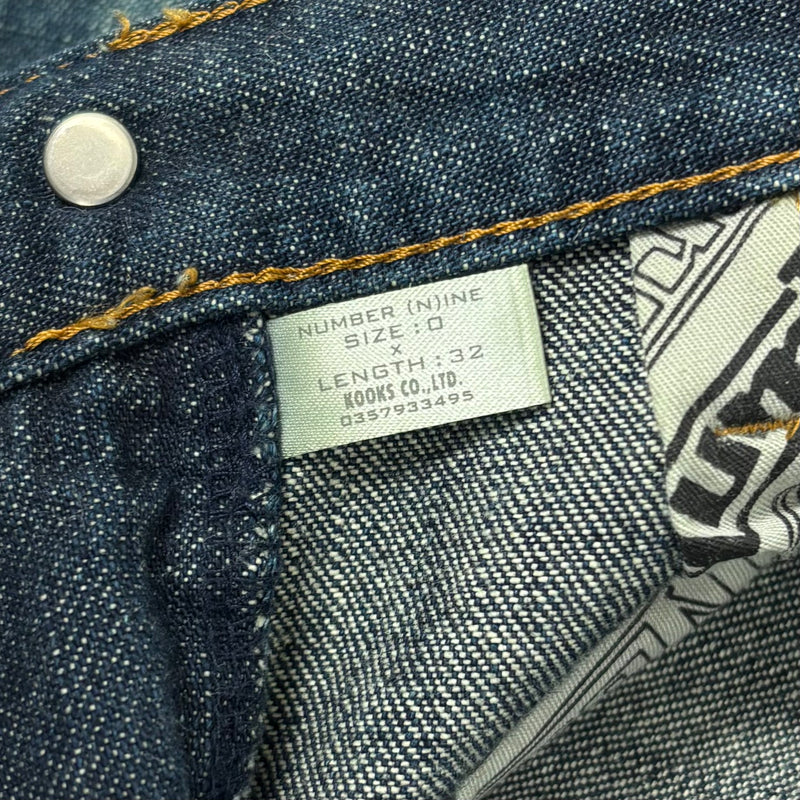 NUMBER (N)INE
SIZE : 0
x
LENGTH : 32
KOOKS CO.,LTD.
0357933495